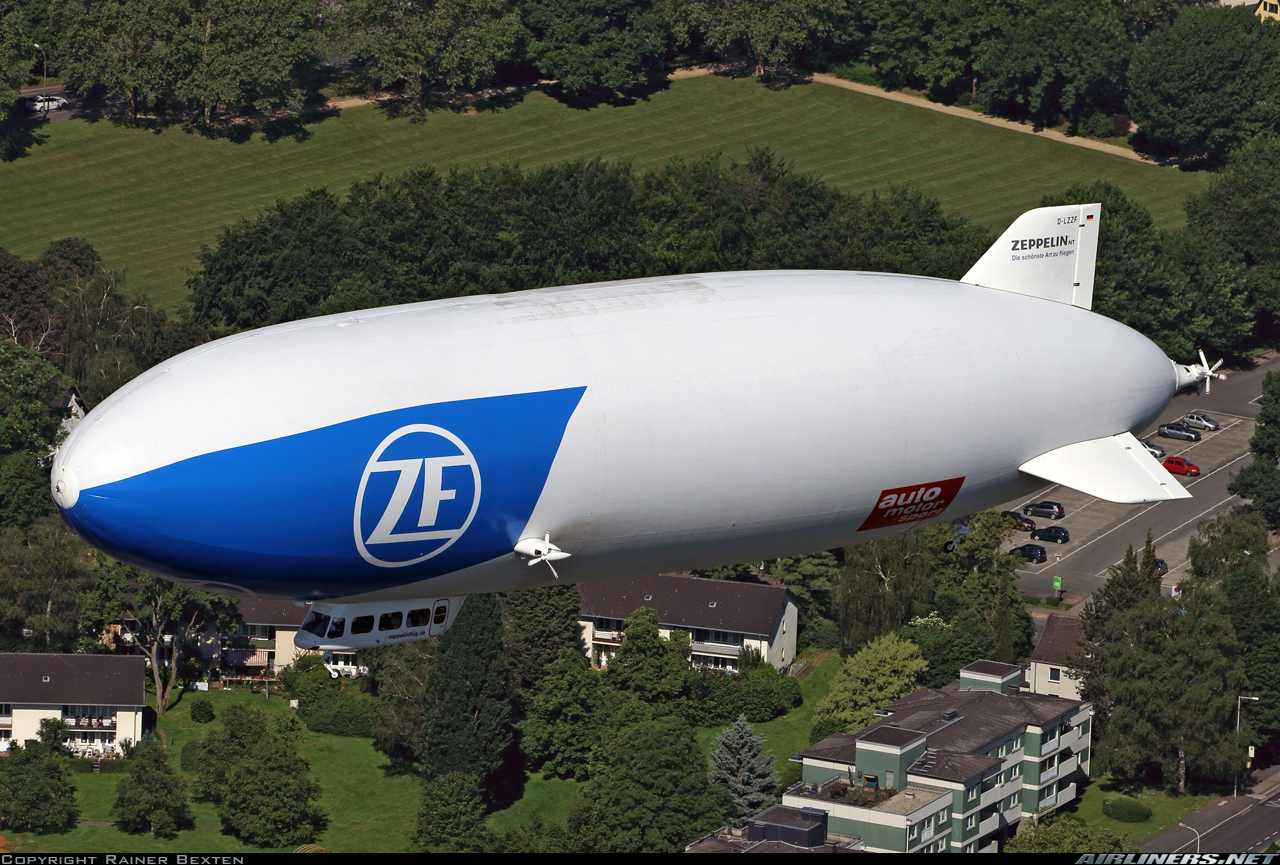 D-LZZF
ZEPPELIN NT
Die schönste Art zu fliegen
ZF
auto
motor
sport
zeppelinflug.de
Copyright Rainer Bexten
AIRLINERS.NET